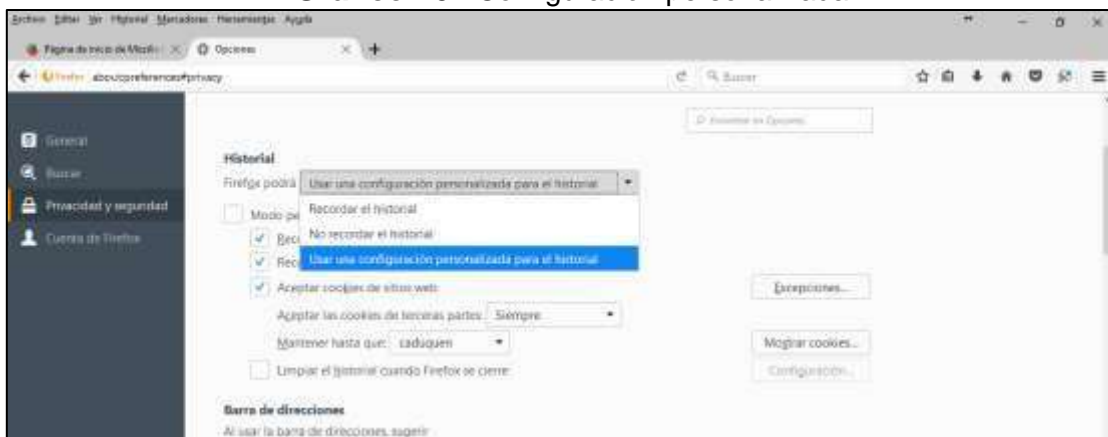 Archivo Editar Ver Historial Marcadores Herramientas Ayuda
Página de inicio de Mozilla Opciones
Firefox about:preferences#privacy Buscar
General
Buscar
Privacidad y seguridad
Cuenta de Firefox
Historial
Firefox podrá Usar una configuración personalizada para el historial
Recordar el historial
No recordar el historial
Usar una configuración personalizada para el historial
Modo
Aceptar cookies de sitios web Excepciones...
Aceptar las cookies de terceras partes: Siempre
Mantener hasta que: caduquen Mostrar cookies...
Limpiar el historial cuando Firefox se cierre Configuración...
Barra de direcciones
Al usar la barra de direcciones, sugerir